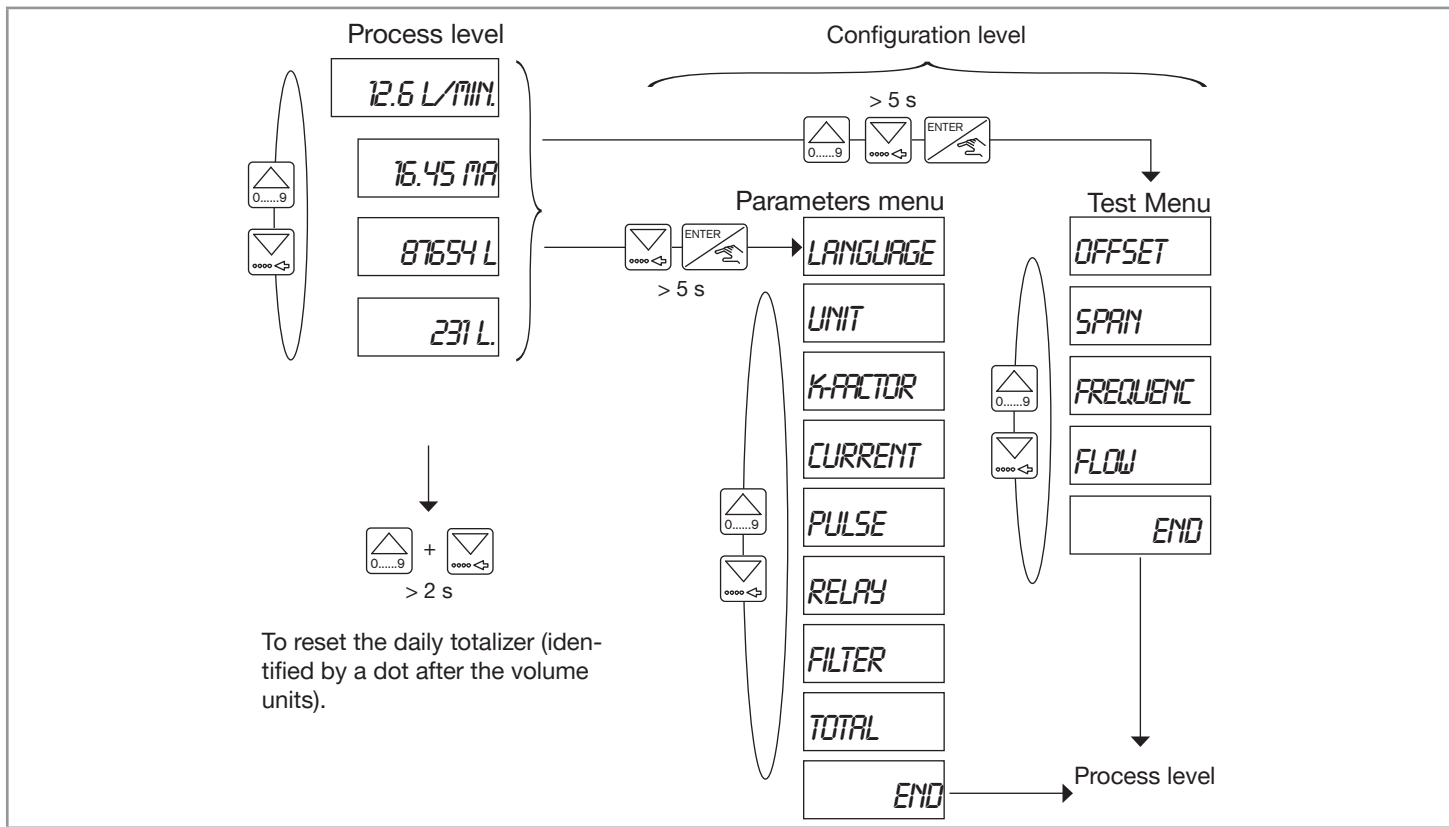 Process level
12.6 L/MIN.
16.45 MA
87654 L
231 L.
0......9
+
0......9
> 2 s
To reset the daily totalizer (iden-
tified by a dot after the volume
units).
Configuration level
> 5 s
0......9
ENTER
ENTER
> 5 s
Parameters menu
LANGUAGE
UNIT
K-FACTOR
CURRENT
PULSE
RELAY
FILTER
TOTAL
END
0......9
Test Menu
OFFSET
SPAN
FREQUENC
FLOW
END
0......9
Process level